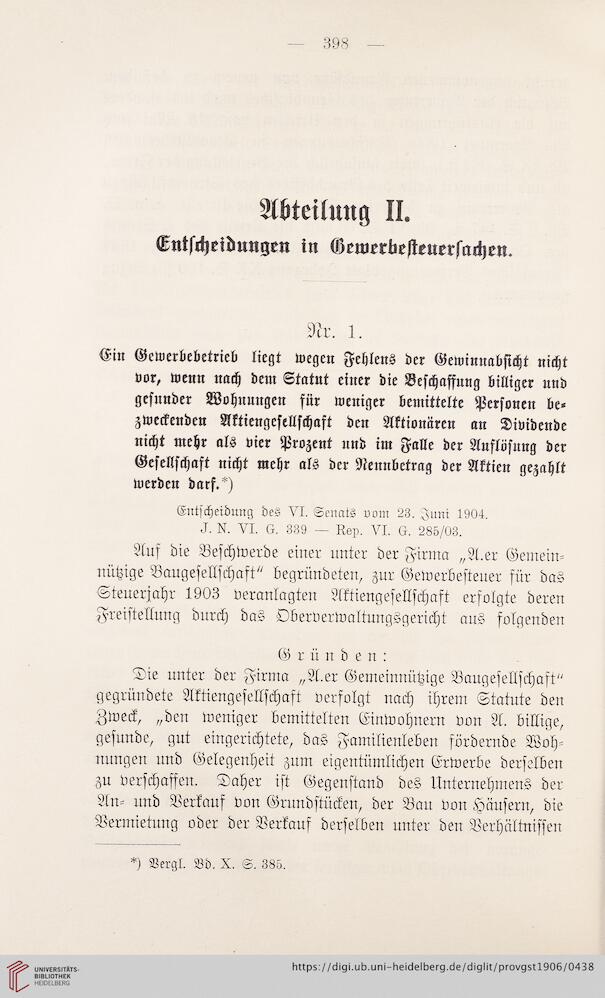 — 398 —
Abteilung II.
Entscheidungen in Gewerbesteuersachen.
Nr. 1.
Ein Gewerbebetrieb liegt wegen Fehlens der Gewinnabsicht nicht
vor, wenn nach dem Statut einer die Beschaffung billiger und
gesunder Wohnungen für weniger bemittelte Personen be-
zweckenden Aktiengesellschaft den Aktionären an Dividende
nicht mehr als vier Prozent und im Falle der Auflösung der
Gesellschaft nicht mehr als der Nennbetrag der Aktien gezahlt
werden darf.*)
Entscheidung des VI. Senats vom 23. Juni 1904.
J. N. VI. G. 339 — Rep. VI. G. 285/03.
Auf die Beschwerde einer unter der Firma „A.er Gemein-
nützige Baugesellschaft" begründeten, zur Gewerbesteuer für das
Steuerjahr 1903 veranlagten Aktiengesellschaft erfolgte deren
Freistellung durch das Oberverwaltungsgericht aus folgenden
Gründen:
Die unter der Firma „A.er Gemeinnützige Baugesellschaft"
gegründete Aktiengesellschaft verfolgt nach ihrem Statute den
Zweck, „den weniger bemittelten Einwohnern von A. billige,
gesunde, gut eingerichtete, das Familienleben fördernde Woh-
nungen und Gelegenheit zum eigentümlichen Erwerbe derselben
zu verschaffen. Daher ist Gegenstand des Unternehmens der
An- und Verkauf von Grundstücken, der Bau von Häusern, die
Vermietung oder der Verkauf derselben unter den Verhältnissen
*) Vergl. Bd. X. S. 385.
UNIVERSITÄTS-
BIBLIOTHEK
HEIDELBERG
https://digi.ub.uni-heidelberg.de/diglit/provgst1906/0438